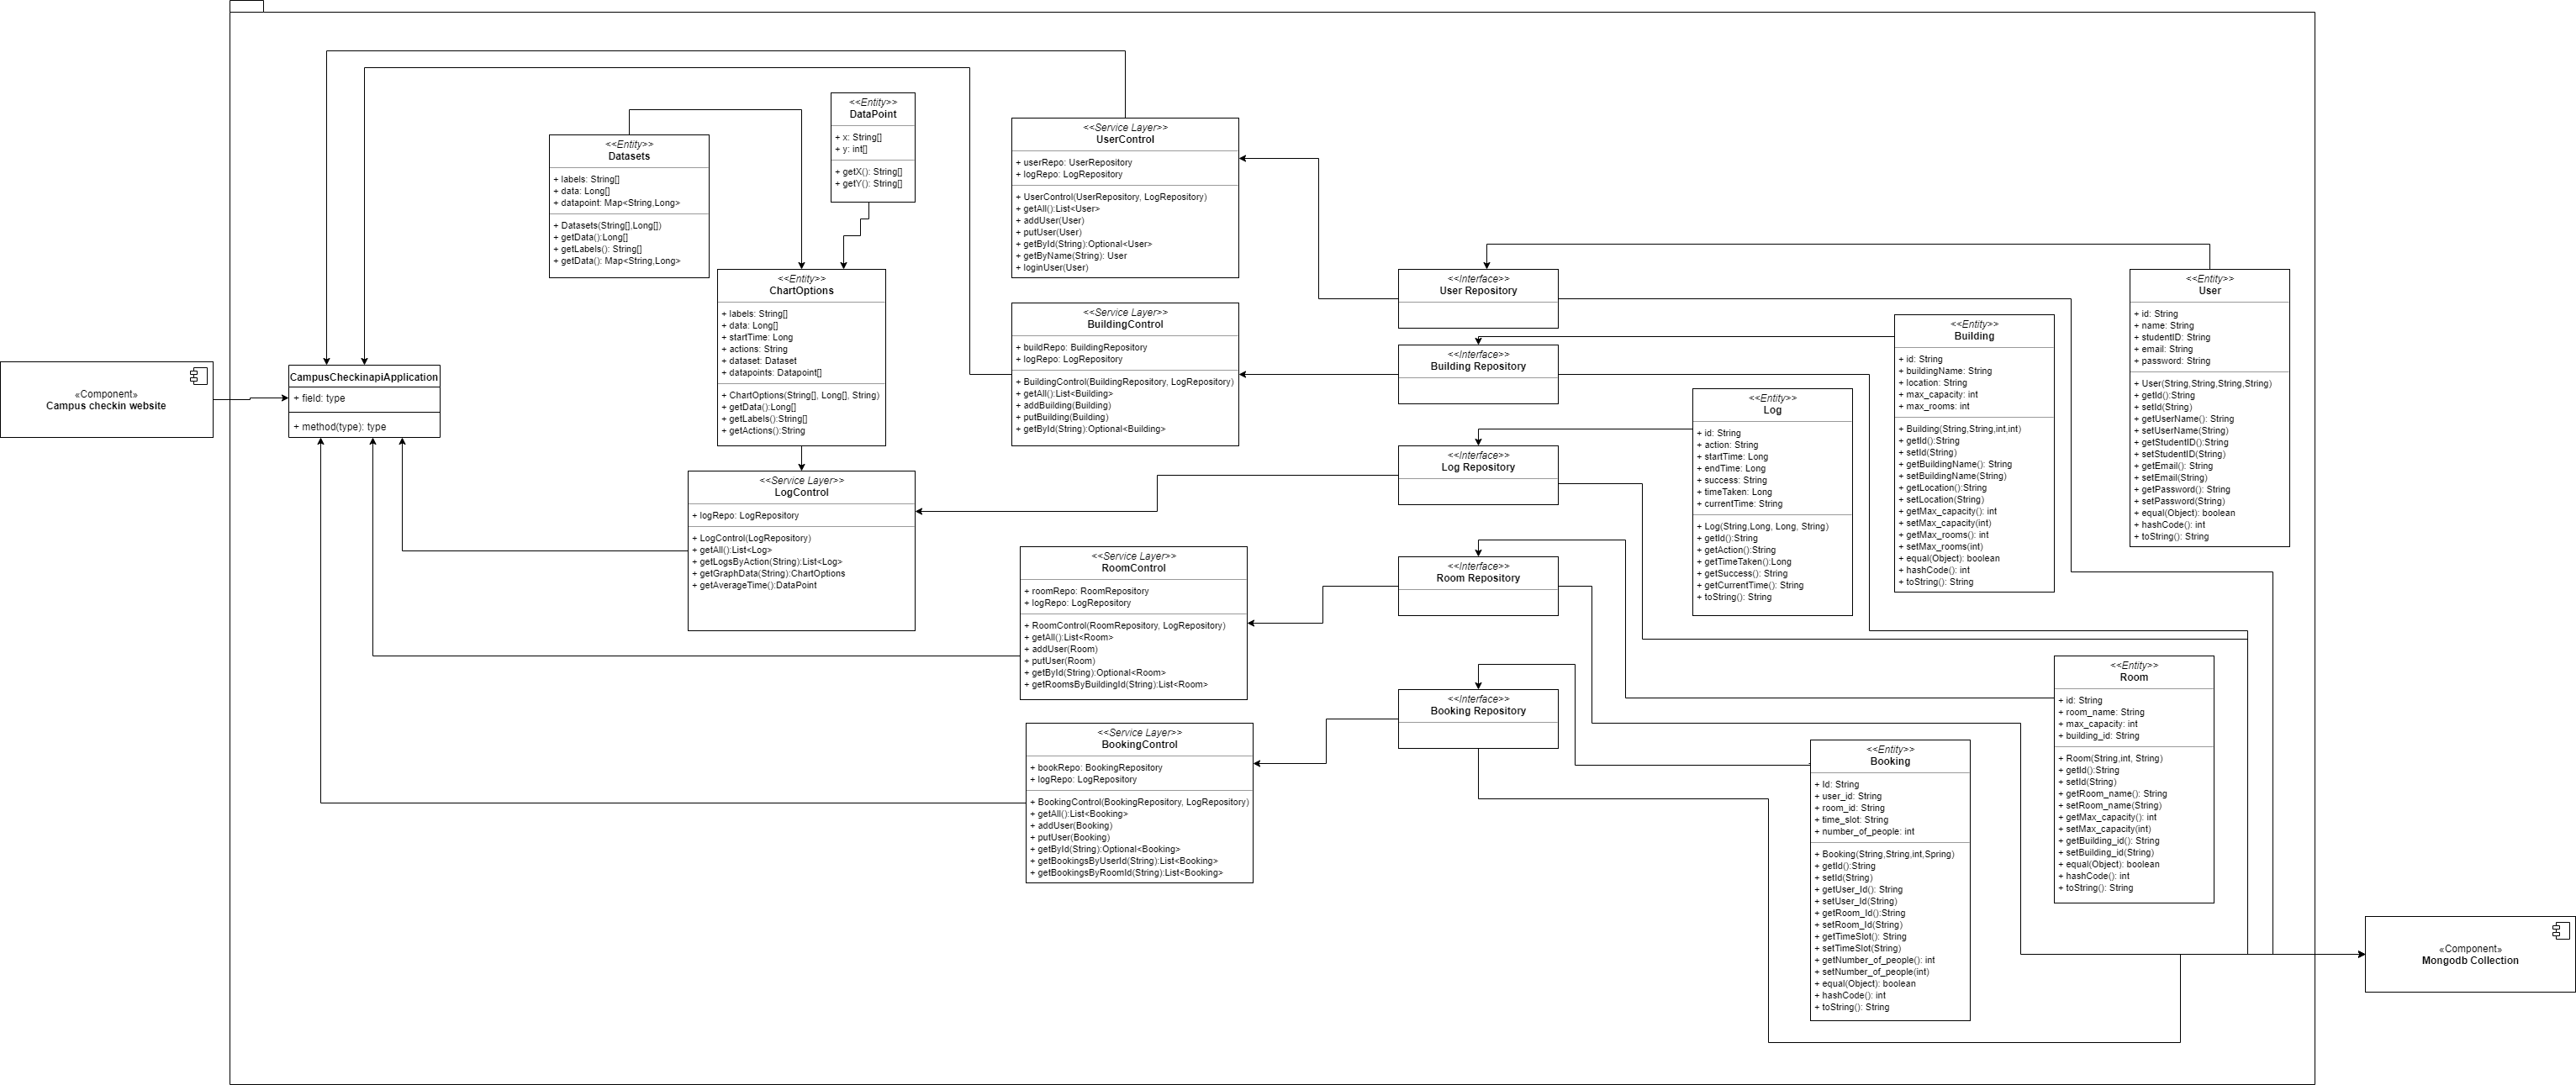 «Component»
Campus checkin website
CampusCheckinapiApplication
+ field: type
+ method(type): type
<<Entity>>
Datasets
+ labels: String[]
+ data: Long[]
+ datapoint: Map<String,Long>
+ Datasets(String[],Long[])
+ getData():Long[]
+ getLabels(): String[]
+ getData(): Map<String,Long>
<<Entity>>
DataPoint
+ x: String[]
+ y: int[]
+ getX(): String[]
+ getY(): String[]
<<Entity>>
ChartOptions
+ labels: String[]
+ data: Long[]
+ startTime: Long
+ actions: String
+ dataset: Dataset
+ datapoints: Datapoint[]
+ ChartOptions(String[], Long[], String)
+ getData():Long[]
+ getLabels():String[]
+ getActions():String
<<Service Layer>>
LogControl
+ logRepo: LogRepository
+ LogControl(LogRepository)
+ getAll():List<Log>
+ getLogsByAction(String):List<Log>
+ getGraphData(String):ChartOptions
+ getAverageTime():DataPoint
<<Service Layer>>
UserControl
+ userRepo: UserRepository
+ logRepo: LogRepository
+ UserControl(UserRepository, LogRepository)
+ getAll():List<User>
+ addUser(User)
+ putUser(User)
+ getById(String):Optional<User>
+ getByName(String): User
+ loginUser(User)
<<Service Layer>>
BuildingControl
+ buildRepo: BuildingRepository
+ logRepo: LogRepository
+ BuildingControl(BuildingRepository, LogRepository)
+ getAll():List<Building>
+ addBuilding(Building)
+ putBuilding(Building)
+ getById(String):Optional<Building>
<<Service Layer>>
RoomControl
+ roomRepo: RoomRepository
+ logRepo: LogRepository
+ RoomControl(RoomRepository, LogRepository)
+ getAll():List<Room>
+ addUser(Room)
+ putUser(Room)
+ getById(String):Optional<Room>
+ getRoomsByBuildingId(String):List<Room>
<<Service Layer>>
BookingControl
+ bookRepo: BookingRepository
+ logRepo: LogRepository
+ BookingControl(BookingRepository, LogRepository)
+ getAll():List<Booking>
+ addUser(Booking)
+ putUser(Booking)
+ getById(String):Optional<Booking>
+ getBookingsByUserId(String):List<Booking>
+ getBookingsByRoomId(String):List<Booking>
<<Interface>>
User Repository
<<Interface>>
Building Repository
<<Interface>>
Log Repository
<<Interface>>
Room Repository
<<Interface>>
Booking Repository
<<Entity>>
Log
+ id: String
+ action: String
+ startTime: Long
+ endTime: Long
+ success: String
+ timeTaken: Long
+ currentTime: String
+ Log(String,Long, Long, String)
+ getId():String
+ getAction():String
+ getTimeTaken():Long
+ getSuccess(): String
+ getCurrentTime(): String
+ toString(): String
<<Entity>>
Building
+ id: String
+ buildingName: String
+ location: String
+ max_capacity: int
+ max_rooms: int
+ Building(String,String,int,int)
+ getId():String
+ setId(String)
+ getBuildingName(): String
+ setBuildingName(String)
+ getLocation():String
+ setLocation(String)
+ getMax_capacity(): int
+ setMax_capacity(int)
+ getMax_rooms(): int
+ setMax_rooms(int)
+ equal(Object): boolean
+ hashCode(): int
+ toString(): String
<<Entity>>
User
+ id: String
+ name: String
+ studentID: String
+ email: String
+ password: String
+ User(String,String,String,String)
+ getId():String
+ setId(String)
+ getUserName(): String
+ setUserName(String)
+ getStudentID():String
+ setStudentID(String)
+ getEmail(): String
+ setEmail(String)
+ getPassword(): String
+ setPassword(String)
+ equal(Object): boolean
+ hashCode(): int
+ toString(): String
<<Entity>>
Room
+ id: String
+ room_name: String
+ max_capacity: int
+ building_id: String
+ Room(String,int, String)
+ getId():String
+ setId(String)
+ getRoom_name(): String
+ setRoom_name(String)
+ getMax_capacity(): int
+ setMax_capacity(int)
+ getBuilding_id(): String
+ setBuilding_id(String)
+ equal(Object): boolean
+ hashCode(): int
+ toString(): String
<<Entity>>
Booking
+ Id: String
+ user_id: String
+ room_id: String
+ time_slot: String
+ number_of_people: int
+ Booking(String,String,int,Spring)
+ getId():String
+ setId(String)
+ getUser_Id(): String
+ setUser_Id(String)
+ getRoom_Id():String
+ setRoom_Id(String)
+ getTimeSlot(): String
+ setTimeSlot(String)
+ getNumber_of_people(): int
+ setNumber_of_people(int)
+ equal(Object): boolean
+ hashCode(): int
+ toString(): String
«Component»
Mongodb Collection